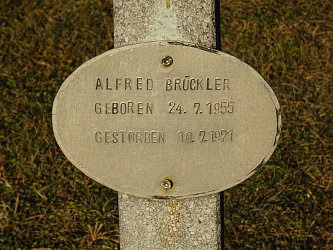 ALFRED BRÜCKLER
GEBOREN 24. 7. 1955
GESTORBEN 10. 7. 1971